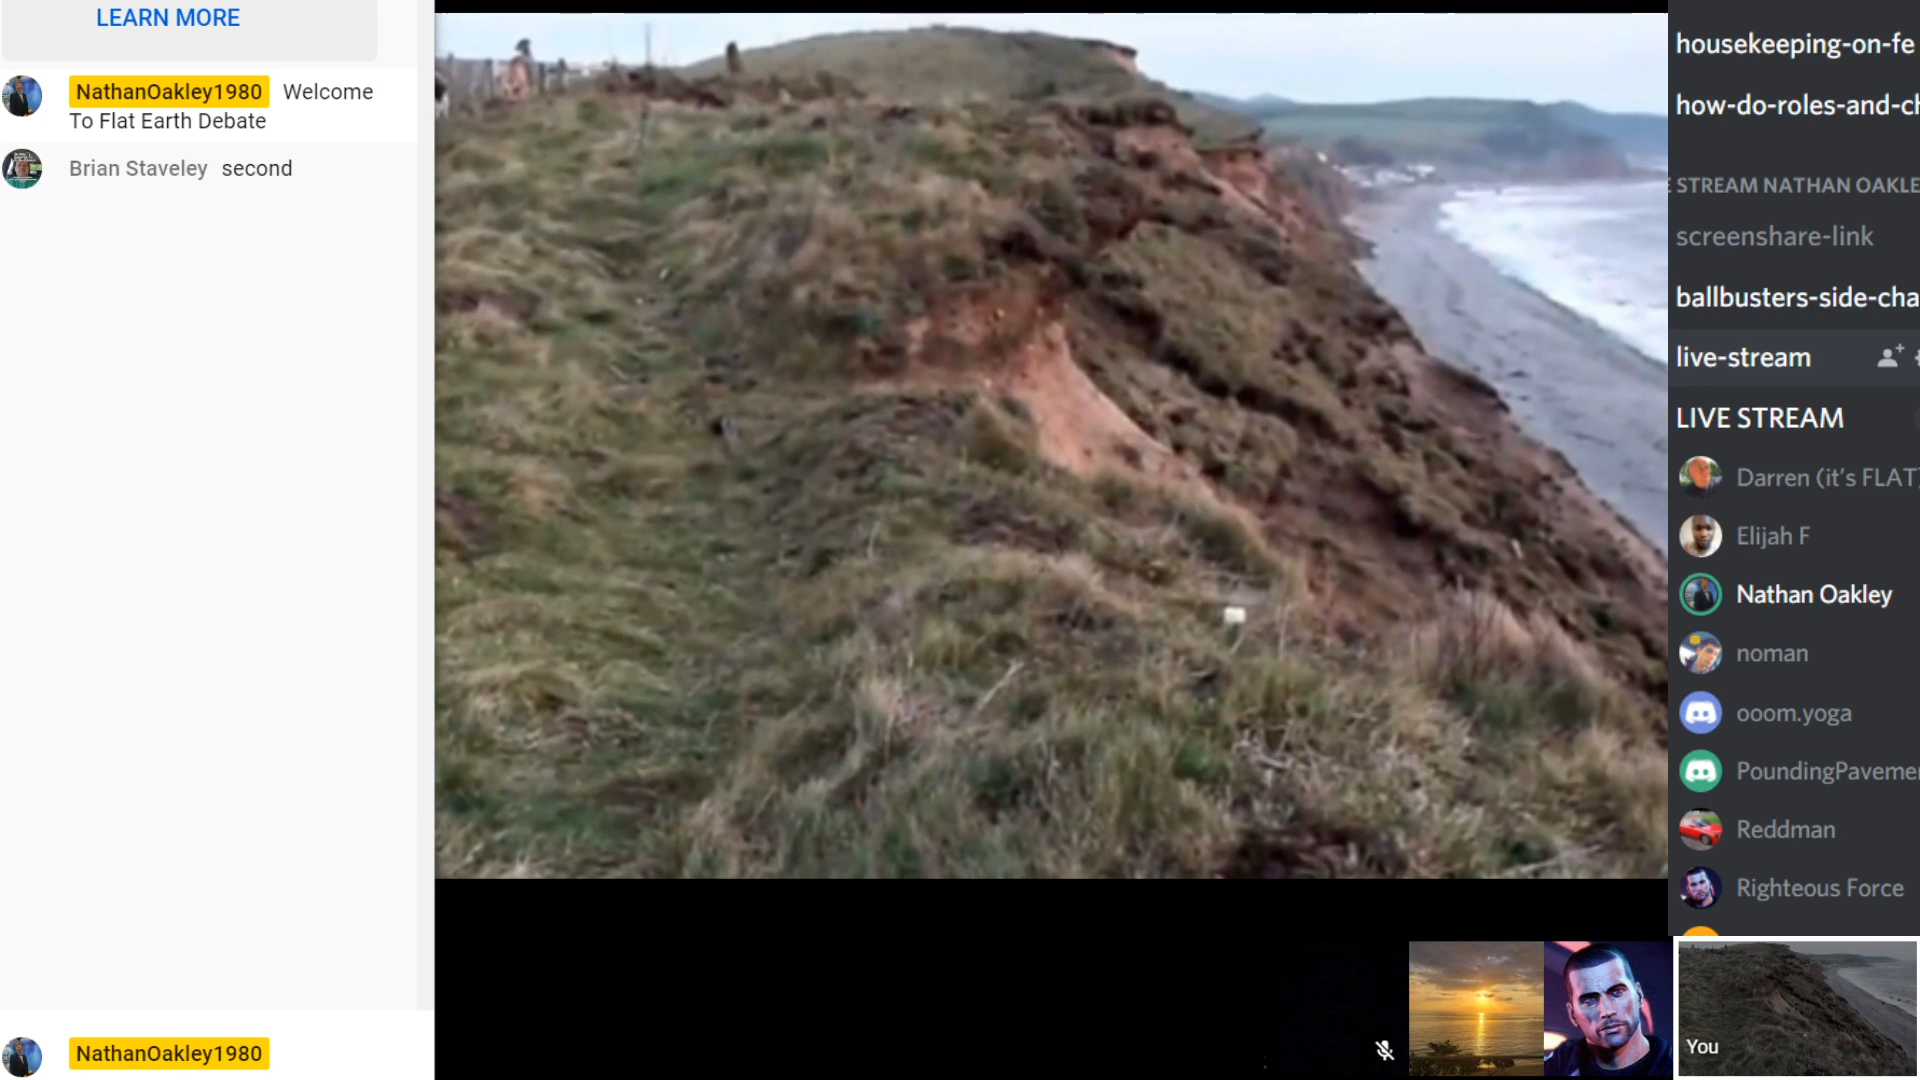 LEARN MORE
NathanOakley1980 Welcome
To Flat Earth Debate
Brian Staveley second
NathanOakley1980
housekeeping-on-fe
how-do-roles-and-ch
STREAM NATHAN OAKLE
screenshare-link
ballbusters-side-cha
live-stream
LIVE STREAM
Darren (it's FLAT)
Elijah F
Nathan Oakley
noman
ooom.yoga
PoundingPavemen
Reddman
Righteous Force
You